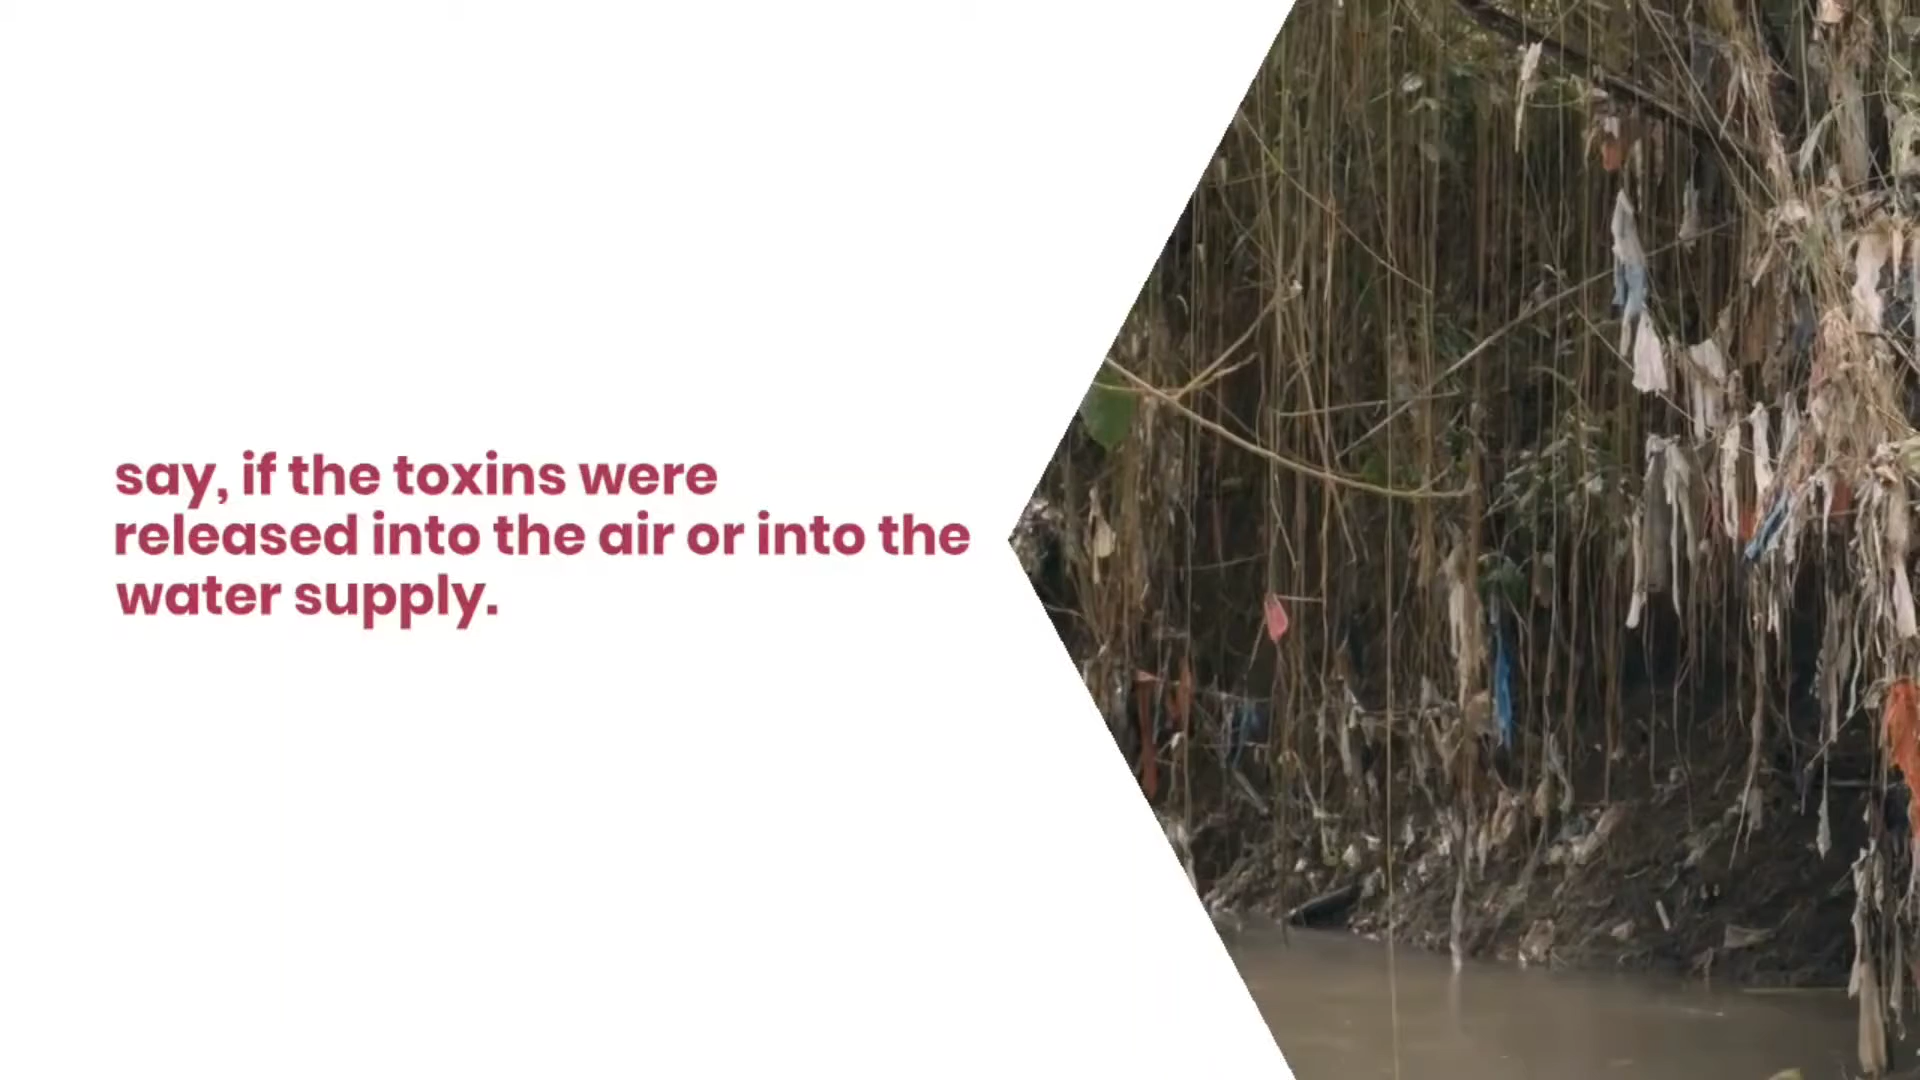 say, if the toxins were
released into the air or into the
water supply.